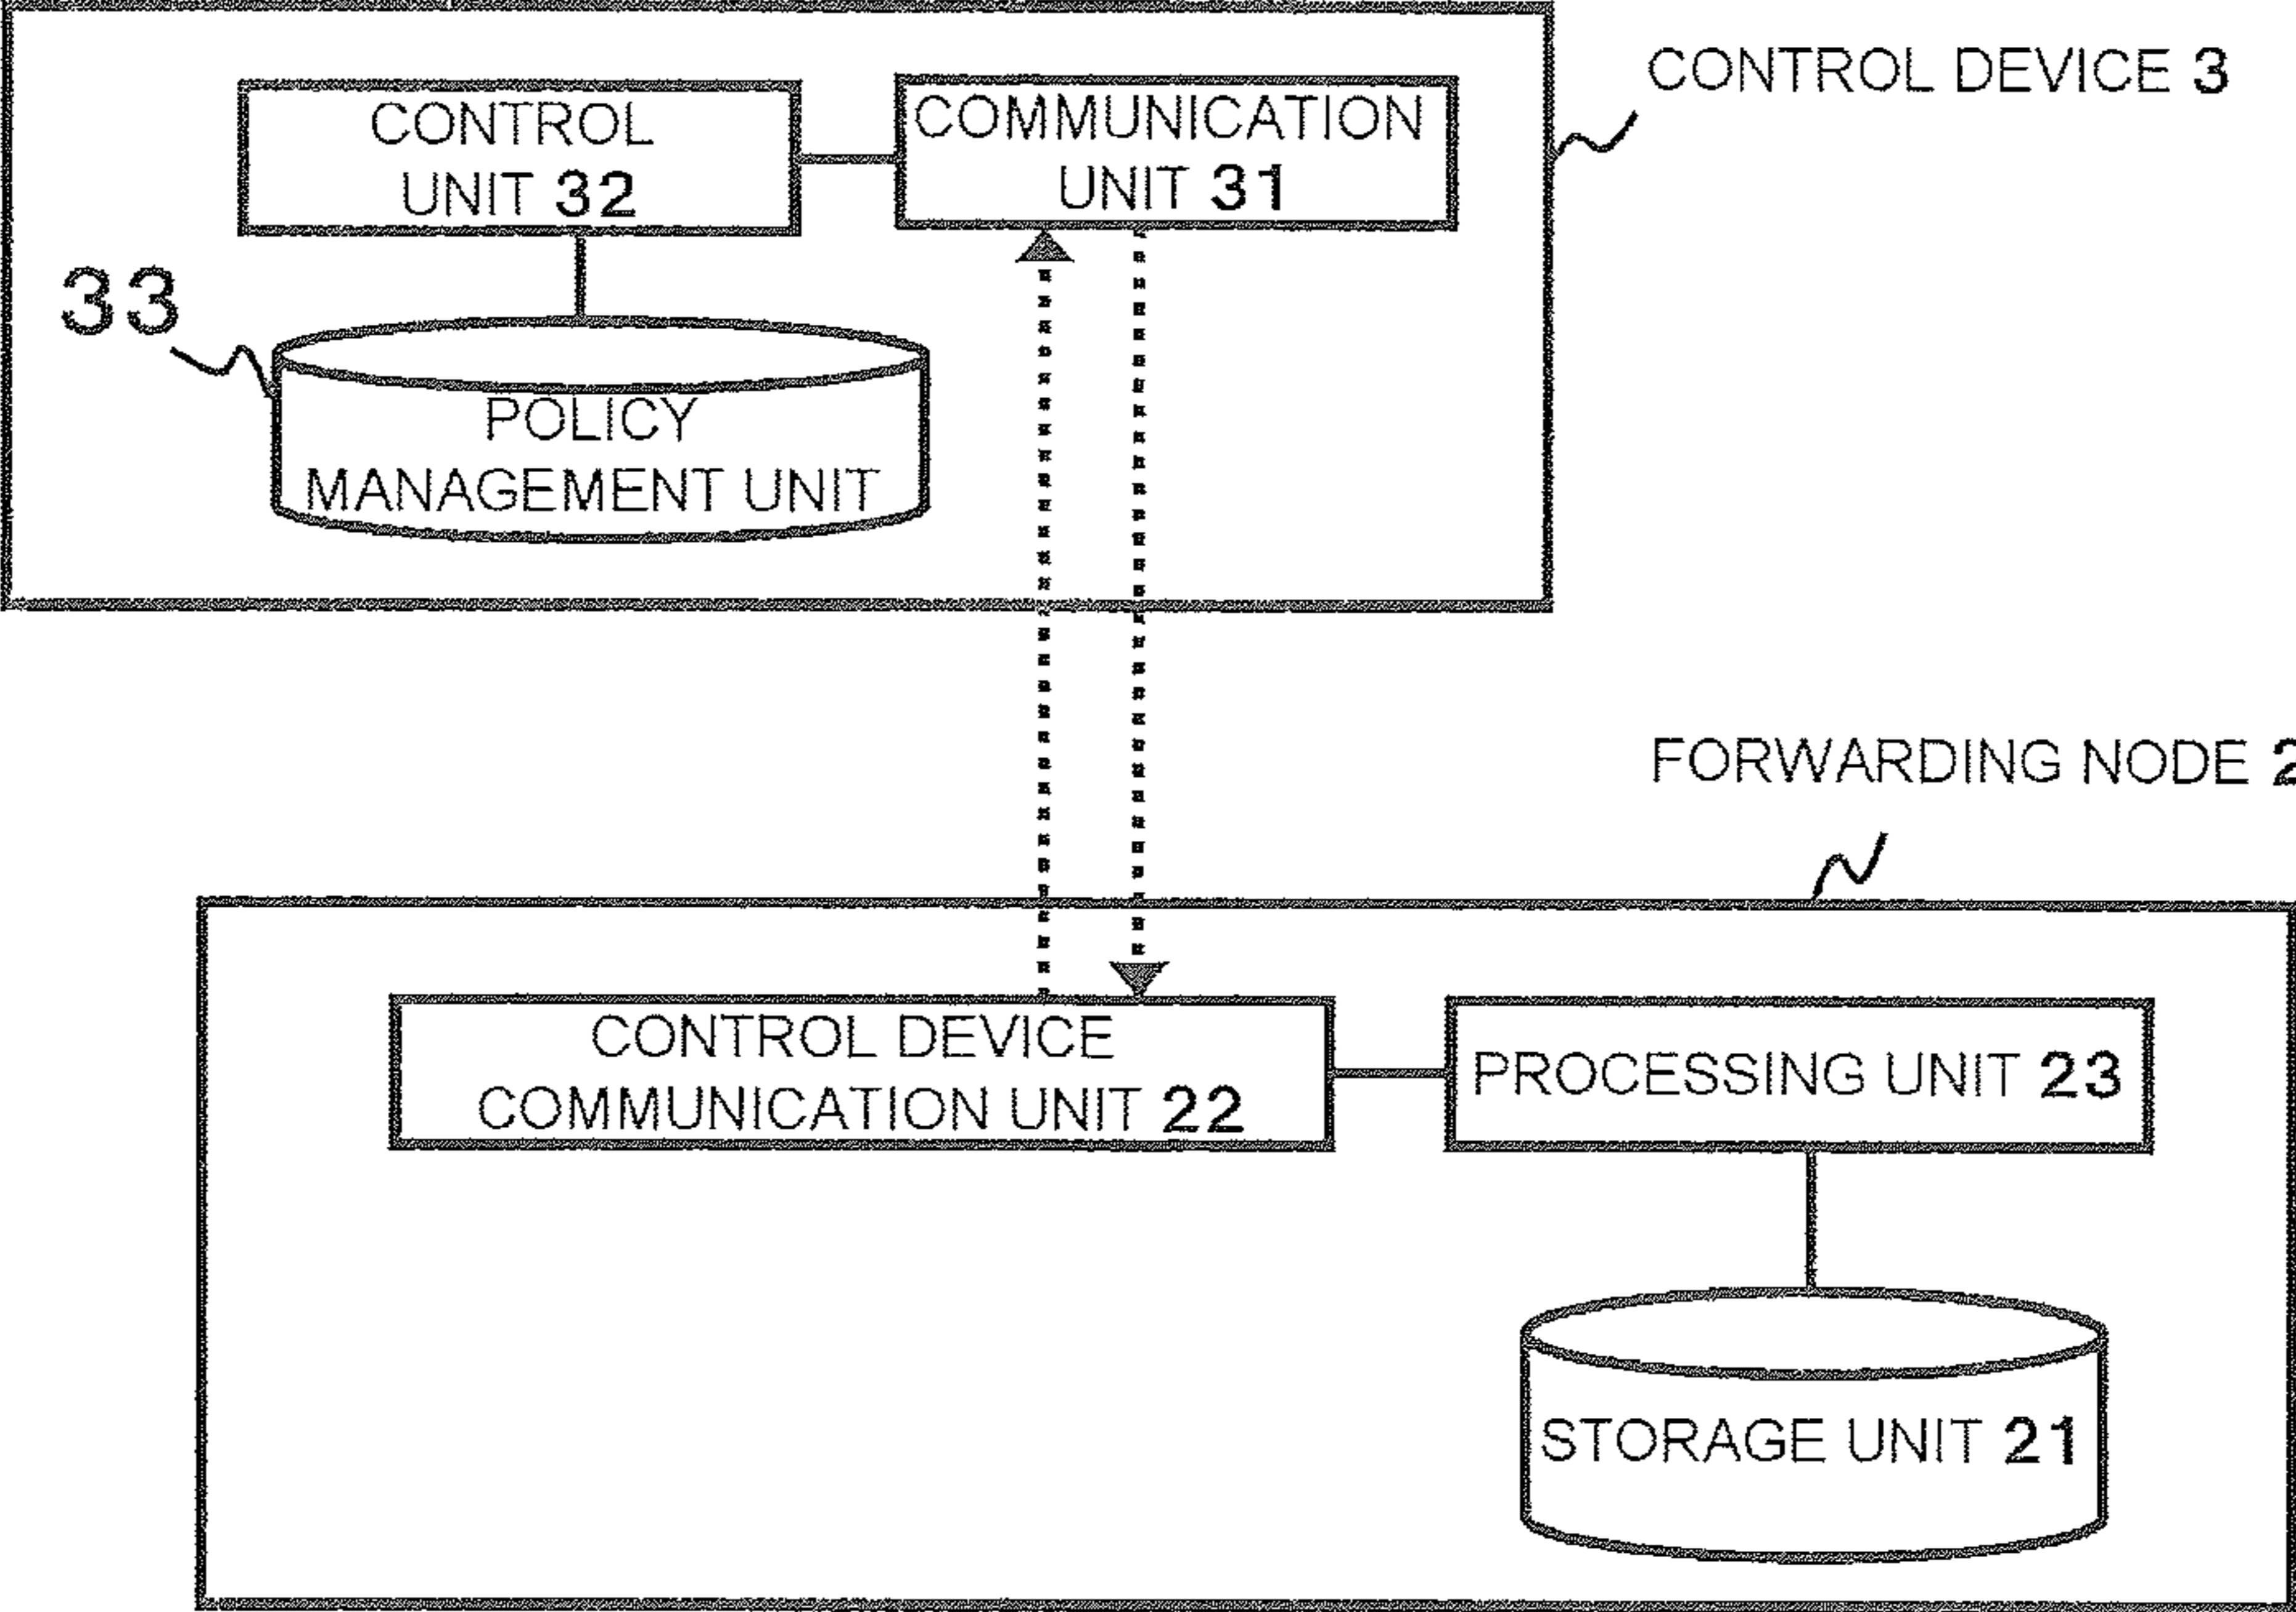 CONTROL DEVICE 3
CONTROL
UNIT 32
COMMUNICATION
UNIT 31
33
POLICY
MANAGEMENT UNIT
FORWARDING NODE 2
CONTROL DEVICE
COMMUNICATION UNIT 22
PROCESSING UNIT 23
STORAGE UNIT 21